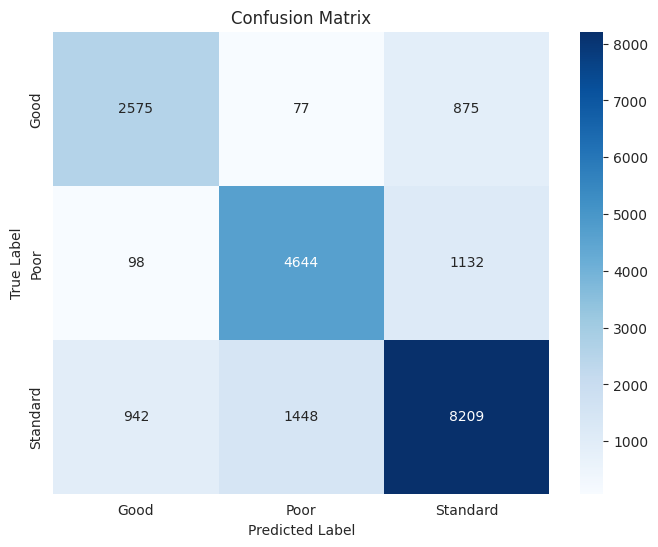 Confusion Matrix
True Label
Good
2575 77 875
Poor
98 4644 1132
Standard
942 1448 8209
Good Poor Standard
Predicted Label
8000
7000
6000
5000
4000
3000
2000
1000